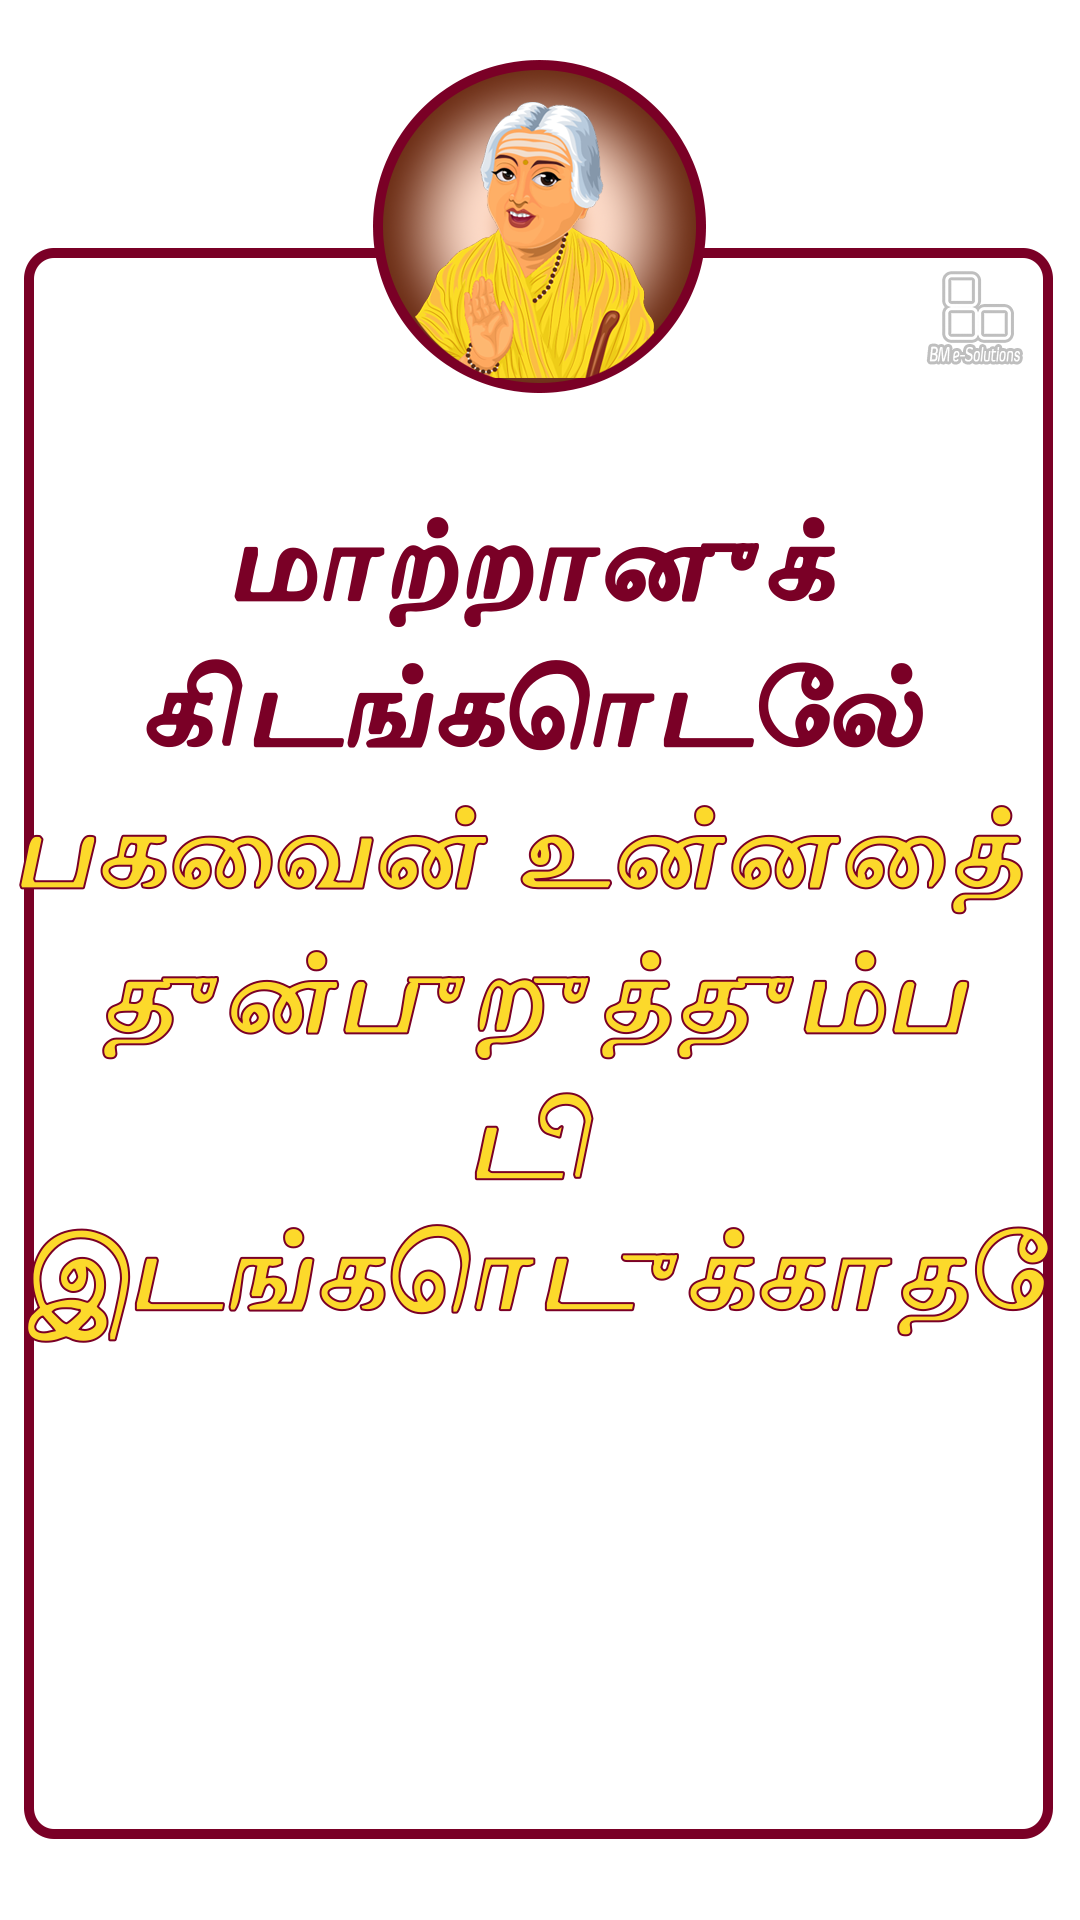 BM e-Solutions
மாற்றானுக்
கிடங்கொடேல்
பகைவன் உன்னைத்
துன்புறுத்தும்ப
டி
இடங்கொடுக்காதே